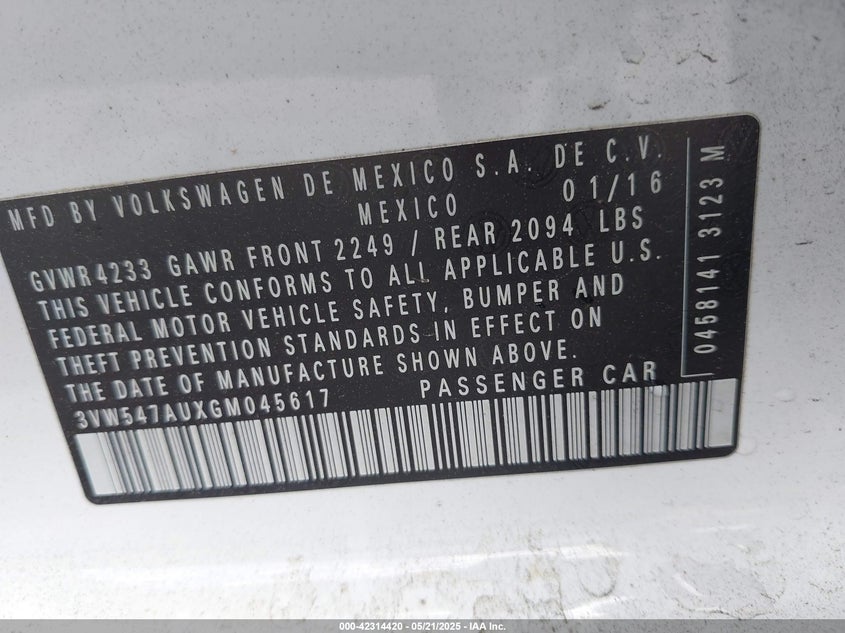 MFD BY VOLKSWAGEN DE MEXICO S.A. DE C.V.
MEXICO 01/16
GVWR 4233 GAWR FRONT 2249 / REAR 2094 LBS
THIS VEHICLE CONFORMS TO ALL APPLICABLE U.S.
FEDERAL MOTOR VEHICLE SAFETY, BUMPER AND
THEFT PREVENTION STANDARDS IN EFFECT ON
THE DATE OF MANUFACTURE SHOWN ABOVE.
3VW547AUXGM045617 PASSENGER CAR
0458141 3123 M
000-42314420 - 05/21/2025 - IAA Inc.